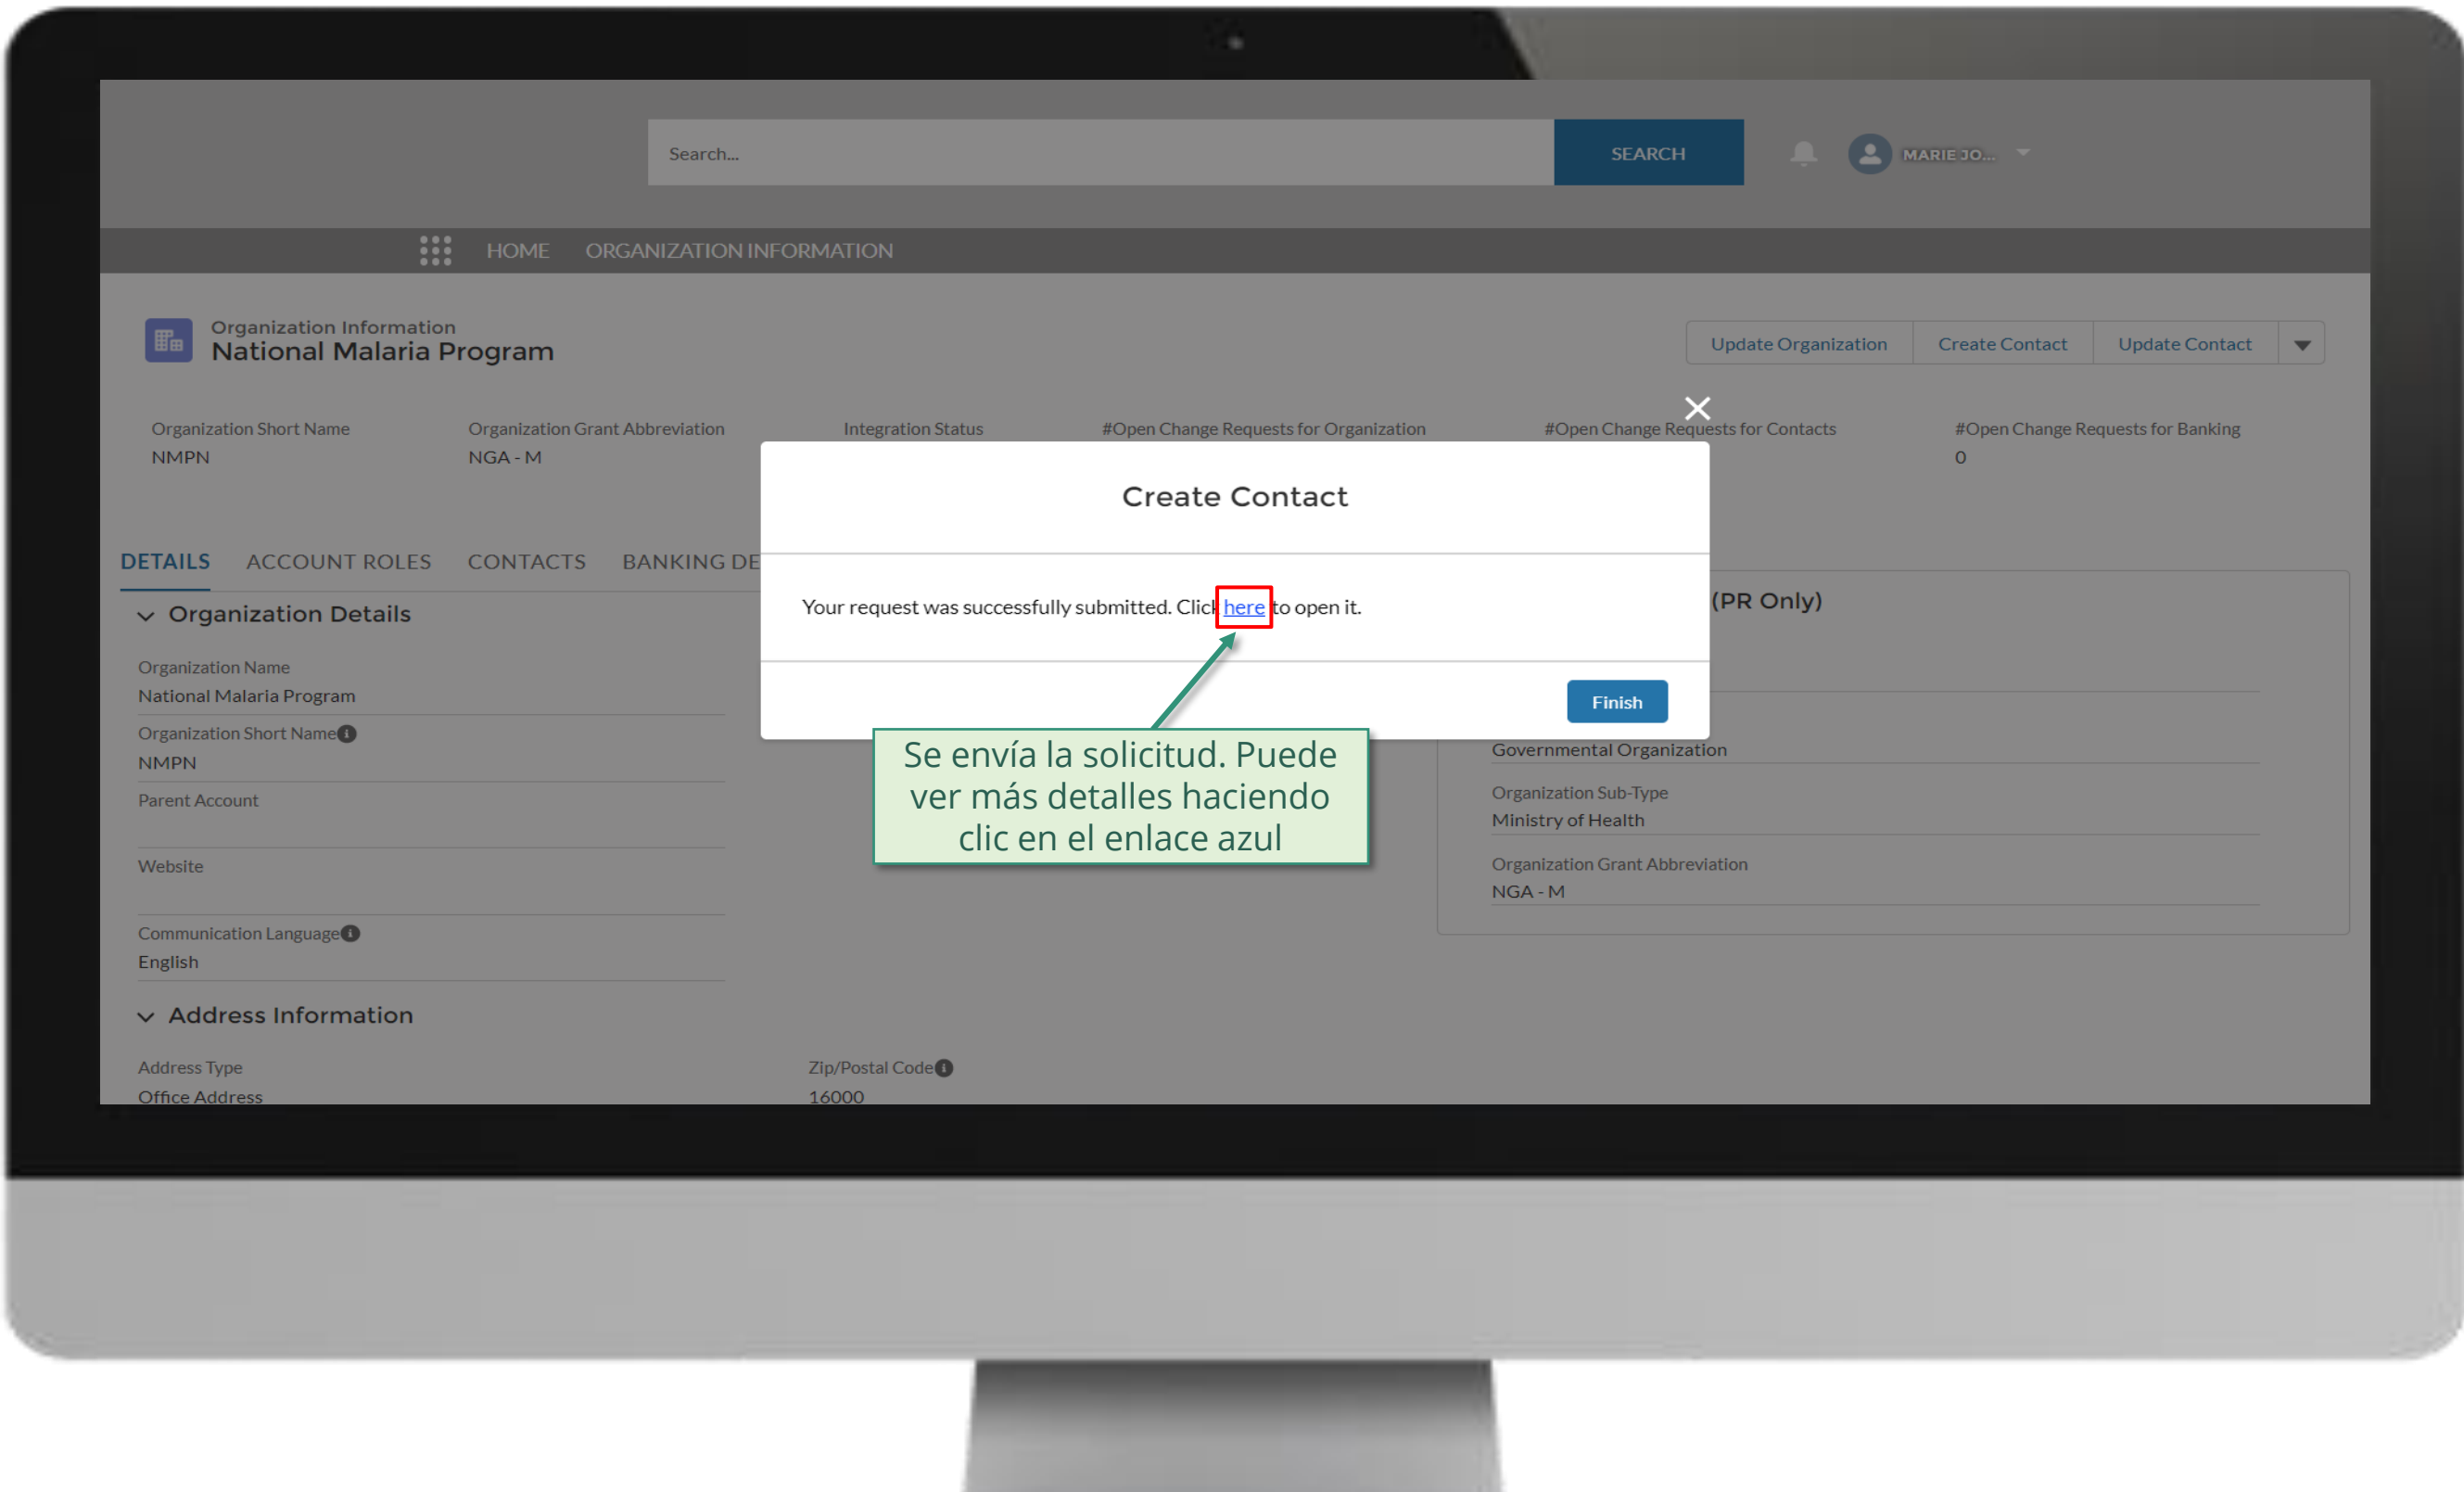 Search...
SEARCH
MARIE JO...
HOME ORGANIZATION INFORMATION
Organization Information
National Malaria Program
Update Organization Create Contact Update Contact
Organization Short Name Organization Grant Abbreviation Integration Status #Open Change Requests for Organization #Open Change Requests for Contacts #Open Change Requests for Banking
NMPN NGA - M 0
Create Contact
DETAILS ACCOUNT ROLES CONTACTS BANKING DE
Your request was successfully submitted. Click here to open it.
(PR Only)
Organization Details
Organization Name
National Malaria Program
Finish
Organization Short Name
NMPN
Se envía la solicitud. Puede
ver más detalles haciendo
clic en el enlace azul
Governmental Organization
Parent Account
Organization Sub-Type
Ministry of Health
Website
Organization Grant Abbreviation
NGA - M
Communication Language
English
Address Information
Address Type Zip/Postal Code
Office Address 16000